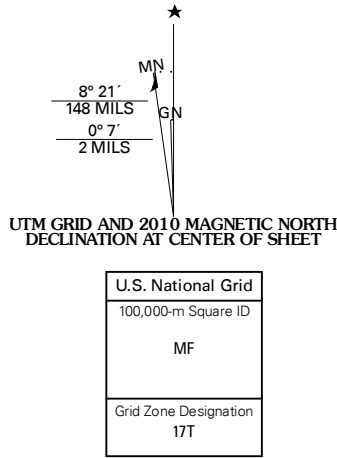 ★
MN
8° 21´
148 MILS
GN
0° 7´
2 MILS
UTM GRID AND 2010 MAGNETIC NORTH
DECLINATION AT CENTER OF SHEET
U.S. National Grid
100,000-m Square ID
MF
Grid Zone Designation
17T